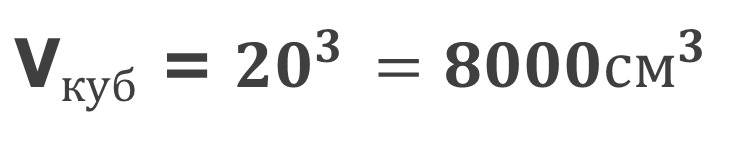 Vкуб = 20³ = 8000см³